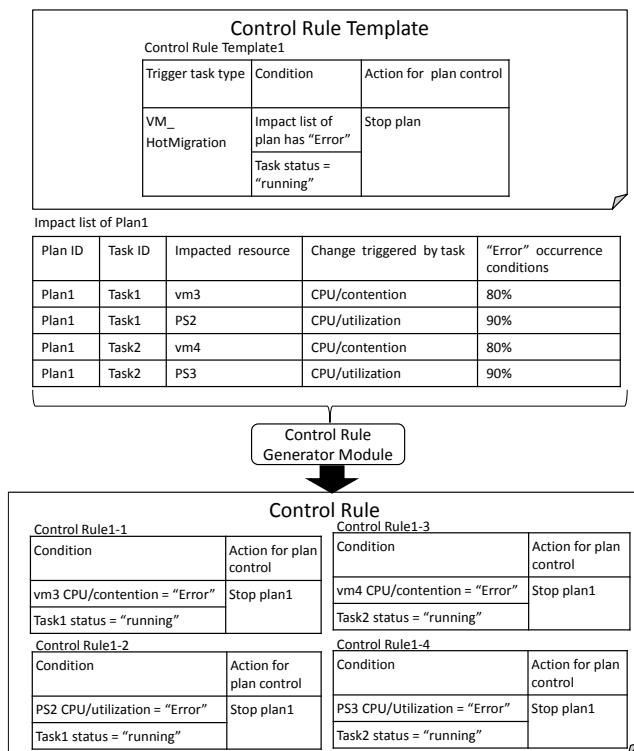 Control Rule Template
Control Rule Template1
Trigger task type
Condition
Action for plan control
VM_
HotMigration
Impact list of
plan has “Error”
Stop plan
Task status =
“running”
Impact list of Plan1
Plan ID
Task ID
Impacted resource
Change triggered by task
“Error” occurrence
conditions
Plan1
Task1
vm3
CPU/contention
80%
Plan1
Task1
PS2
CPU/utilization
90%
Plan1
Task2
vm4
CPU/contention
80%
Plan1
Task2
PS3
CPU/utilization
90%
Control Rule
Generator Module
Control Rule
Control Rule1-1
Condition
Action for plan
control
vm3 CPU/contention = “Error”
Stop plan1
Task1 status = “running”
Control Rule1-3
Condition
Action for plan
control
vm4 CPU/contention = “Error”
Stop plan1
Task2 status = “running”
Control Rule1-2
Condition
Action for
plan control
PS2 CPU/utilization = “Error”
Stop plan1
Task1 status = “running”
Control Rule1-4
Condition
Action for plan
control
PS3 CPU/Utilization = “Error”
Stop plan1
Task2 status = “running”